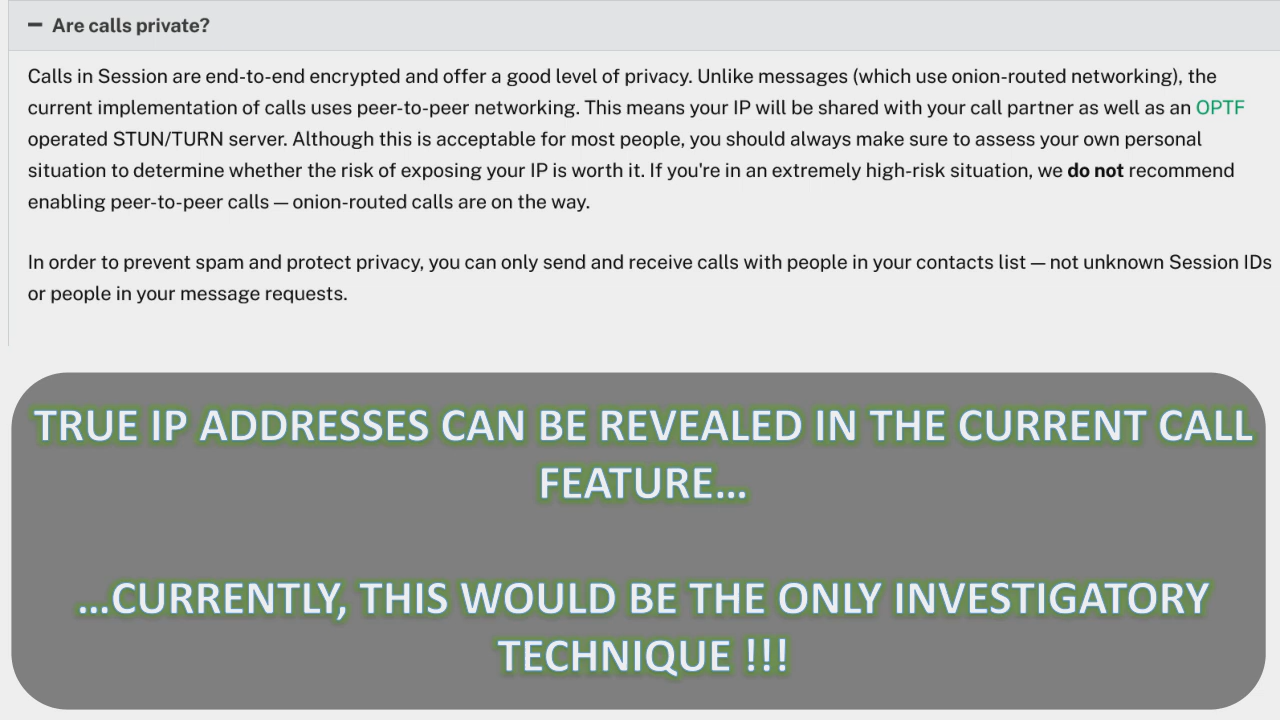 Are calls private?
Calls in Session are end-to-end encrypted and offer a good level of privacy. Unlike messages (which use onion-routed networking), the
current implementation of calls uses peer-to-peer networking. This means your IP will be shared with your call partner as well as an OPTF
operated STUN/TURN server. Although this is acceptable for most people, you should always make sure to assess your own personal
situation to determine whether the risk of exposing your IP is worth it. If you're in an extremely high-risk situation, we do not recommend
enabling peer-to-peer calls — onion-routed calls are on the way.
In order to prevent spam and protect privacy, you can only send and receive calls with people in your contacts list — not unknown Session IDs
or people in your message requests.
TRUE IP ADDRESSES CAN BE REVEALED IN THE CURRENT CALL
FEATURE…
…CURRENTLY, THIS WOULD BE THE ONLY INVESTIGATORY
TECHNIQUE !!!